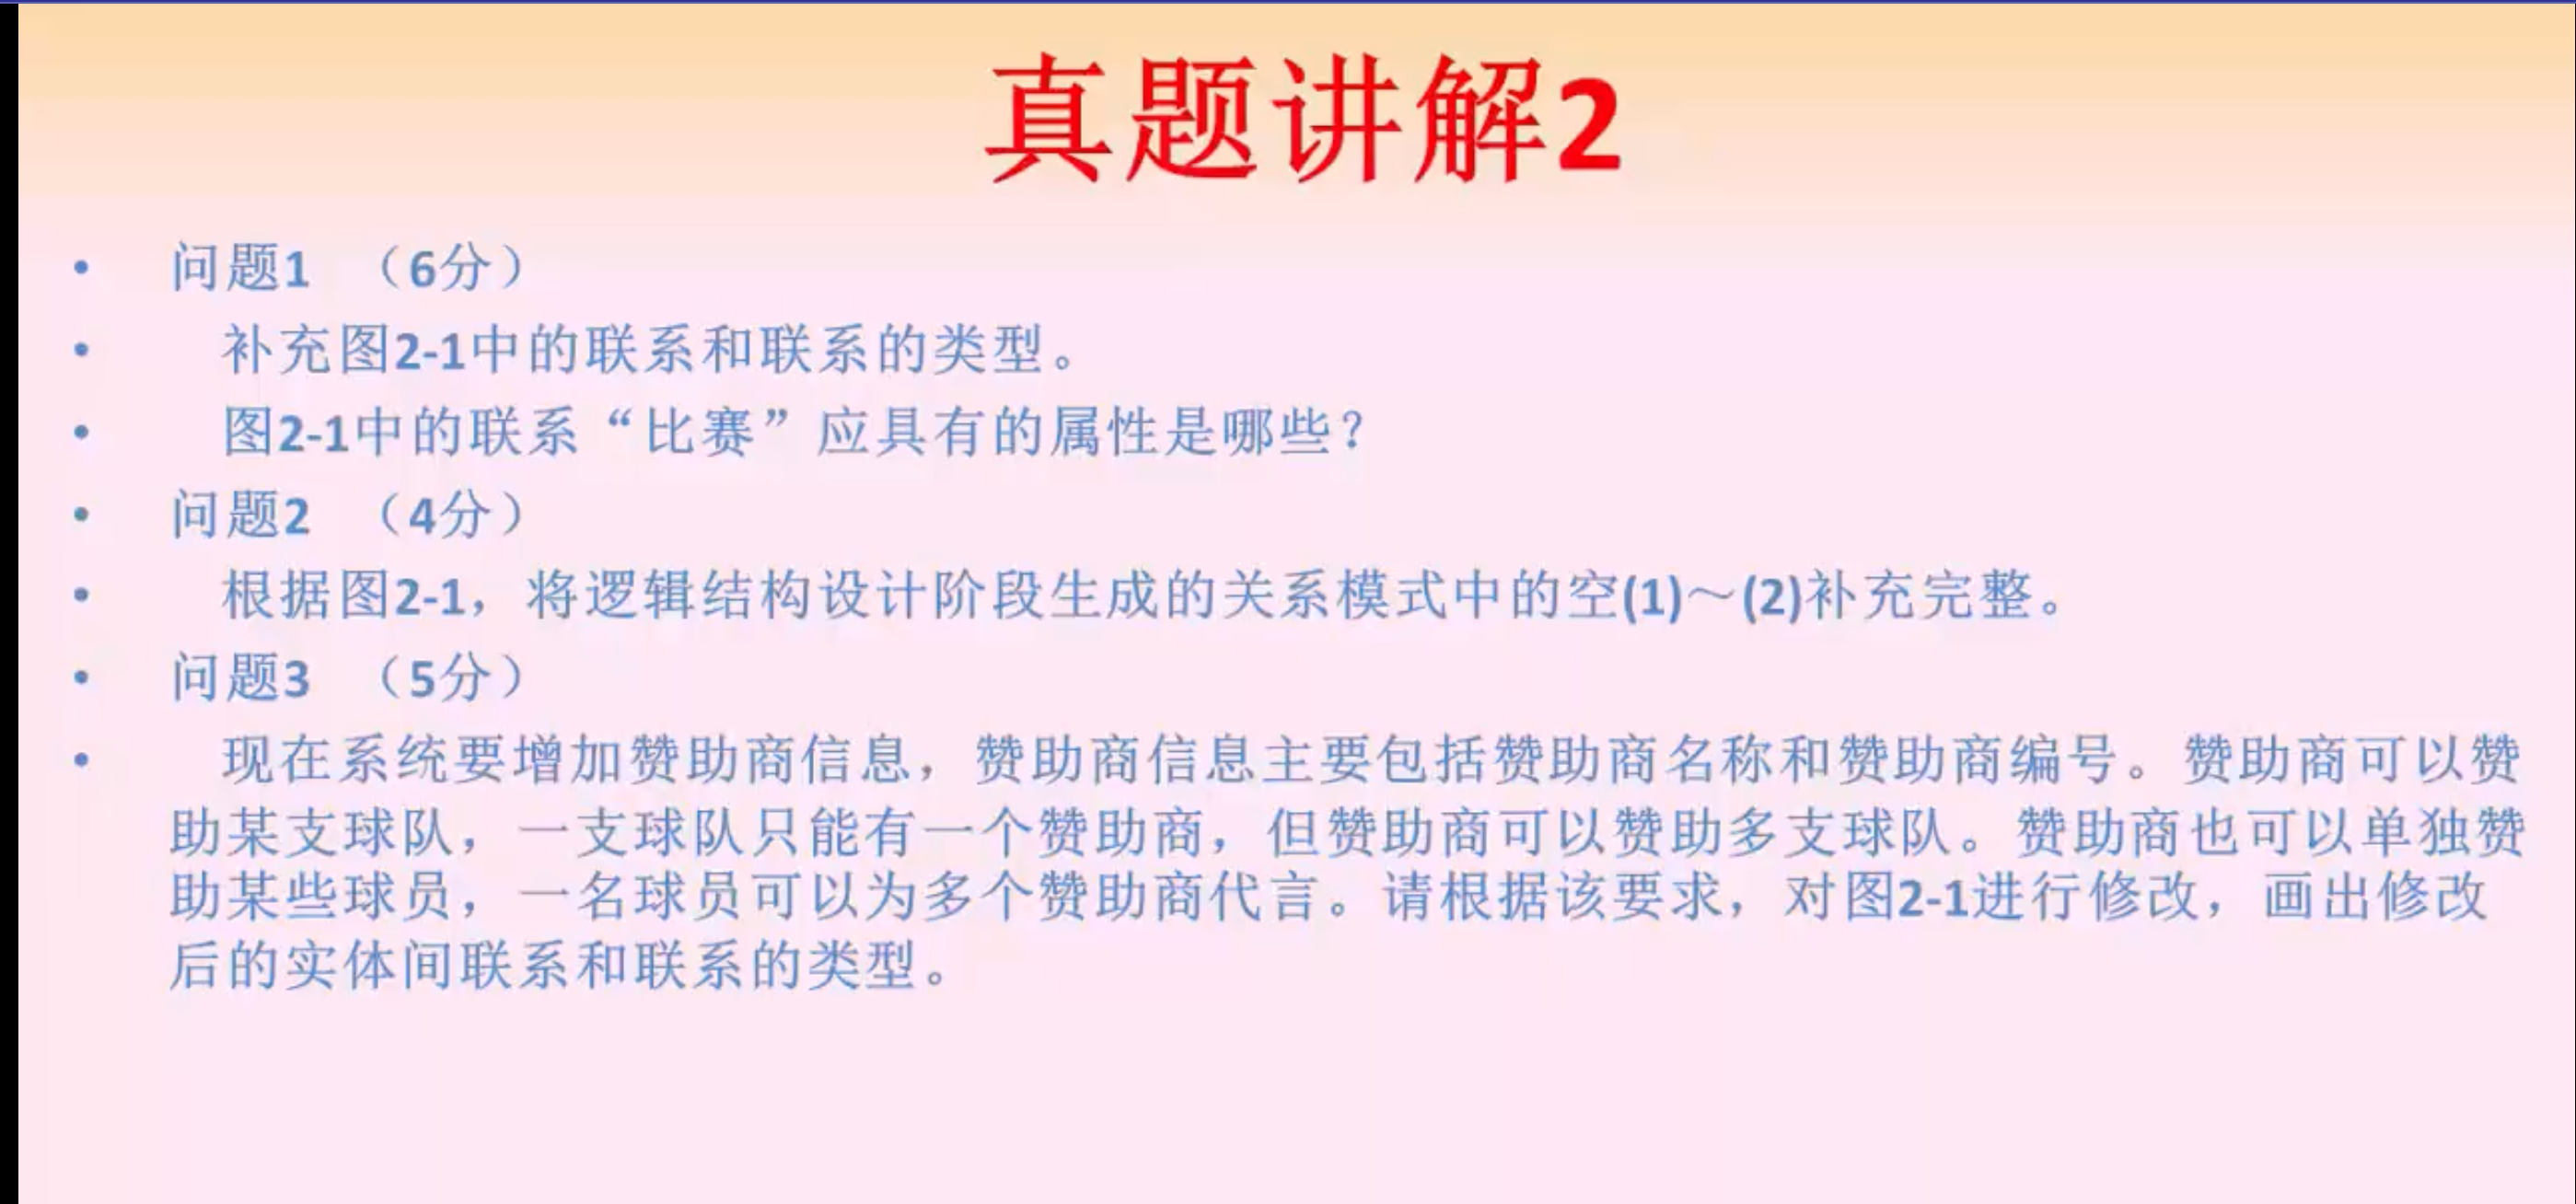 真题讲解2
• 问题1 （6分）
• 补充图2-1中的联系和联系的类型。
• 图2-1中的联系“比赛”应具有的属性是哪些？
• 问题2 （4分）
• 根据图2-1，将逻辑结构设计阶段生成的关系模式中的空(1)～(2)补充完整。
• 问题3 （5分）
• 现在系统要增加赞助商信息，赞助商信息主要包括赞助商名称和赞助商编号。赞助商可以赞
助某支球队，一支球队只能有一个赞助商，但赞助商可以赞助多支球队。赞助商也可以单独赞
助某些球员，一名球员可以为多个赞助商代言。请根据该要求，对图2-1进行修改，画出修改
后的实体间联系和联系的类型。